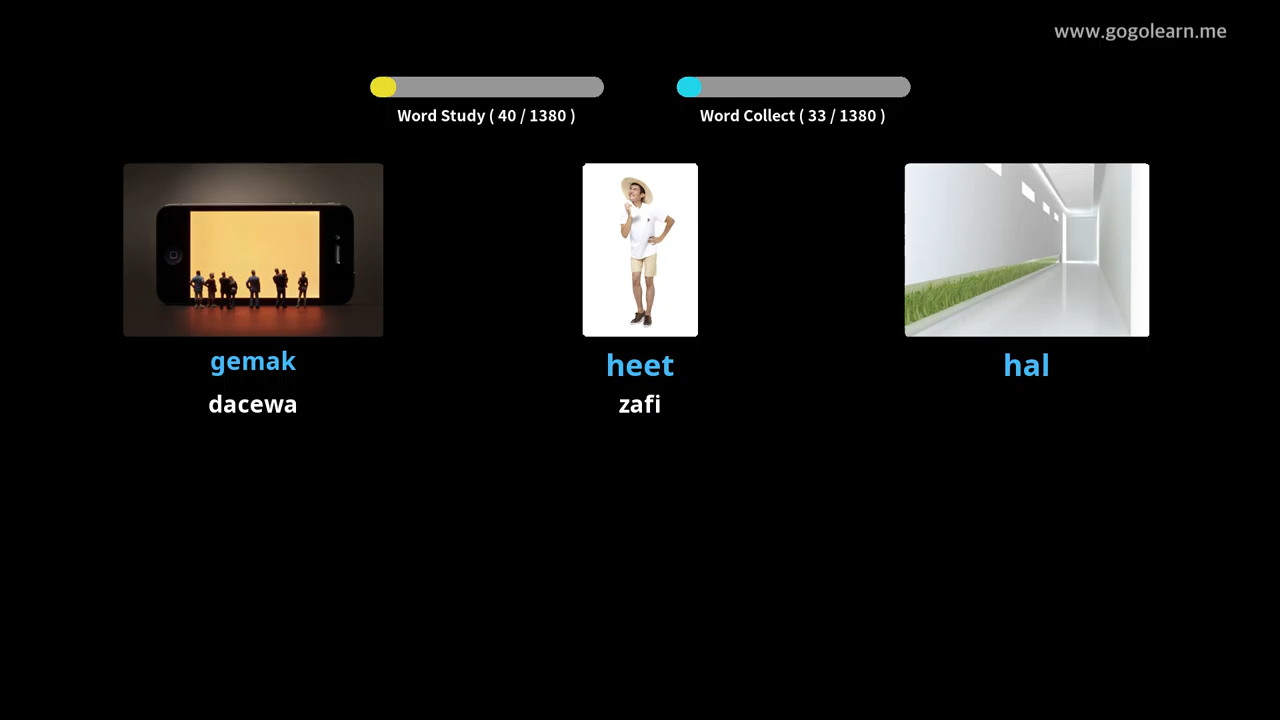 www.gogolearn.me
Word Study ( 40 / 1380 )
Word Collect ( 33 / 1380 )
gemak
heet
hal
dacewa
zafi